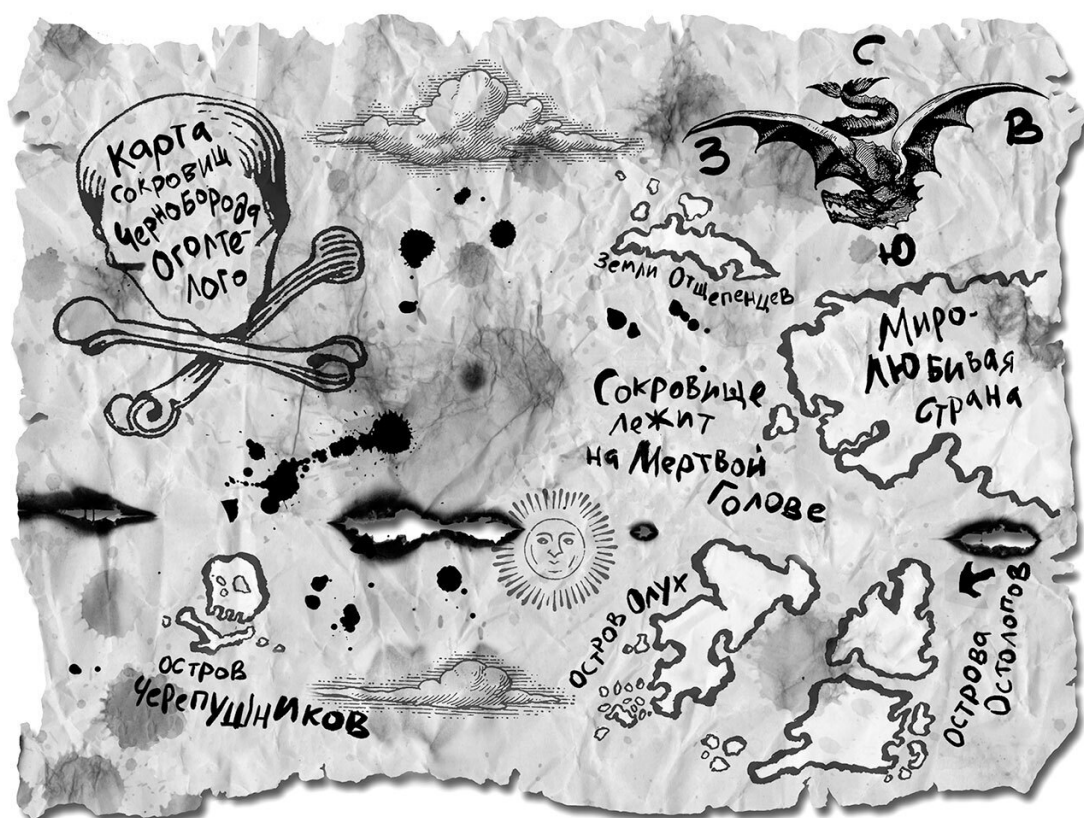 Карта
сокровищ
Черноборода
Оголте-
лого
С
З
В
Ю
Земли Отщепенцев
Миро-
любивая
страна
Сокровище
лежит
на Мертвой
Голове
остров
Черепушников
остров Олух
острова
Остолопов